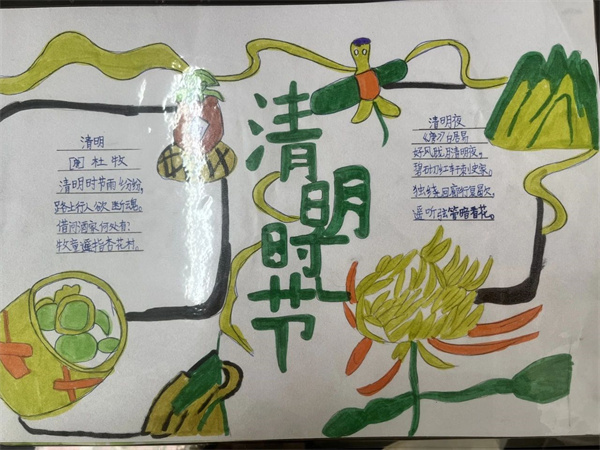 清明时节
清明
杜牧
清明时节雨纷纷,
路上行人欲断魂。
借问酒家何处有?
牧童遥指杏花村。
清明夜
《唐》白居易
好风胧月清明夜,
碧砌红轩刺史家。
独绕回廊行复歇,
遥听弦管暗看花。